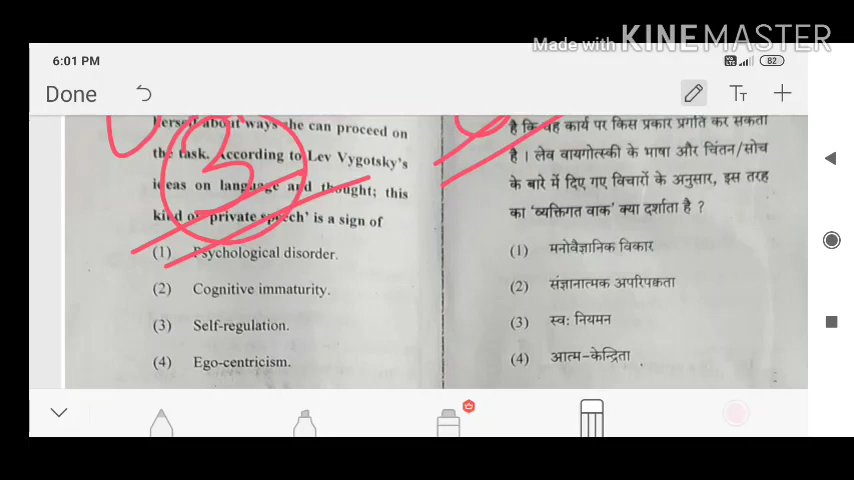 Made with KINEMASTER
6:01 PM
82
Done
herself about ways she can proceed on
the task. According to Lev Vygotsky's
ideas on language and thought; this
kind of 'private speech' is a sign of
(1) Psychological disorder.
(2) Cognitive immaturity.
(3) Self-regulation.
(4) Ego-centricism.
3
है कि वह कार्य पर किस प्रकार प्रगति कर सकता
है । लेव वायगोत्स्की के भाषा और चिंतन/सोच
के बारे में दिए गए विचारों के अनुसार, इस तरह
का ‘व्यक्तिगत वाक’ क्या दर्शाता है ?
(1) मनोवैज्ञानिक विकार
(2) संज्ञानात्मक अपरिपक्वता
(3) स्व: नियमन
(4) आत्म-केन्द्रिता